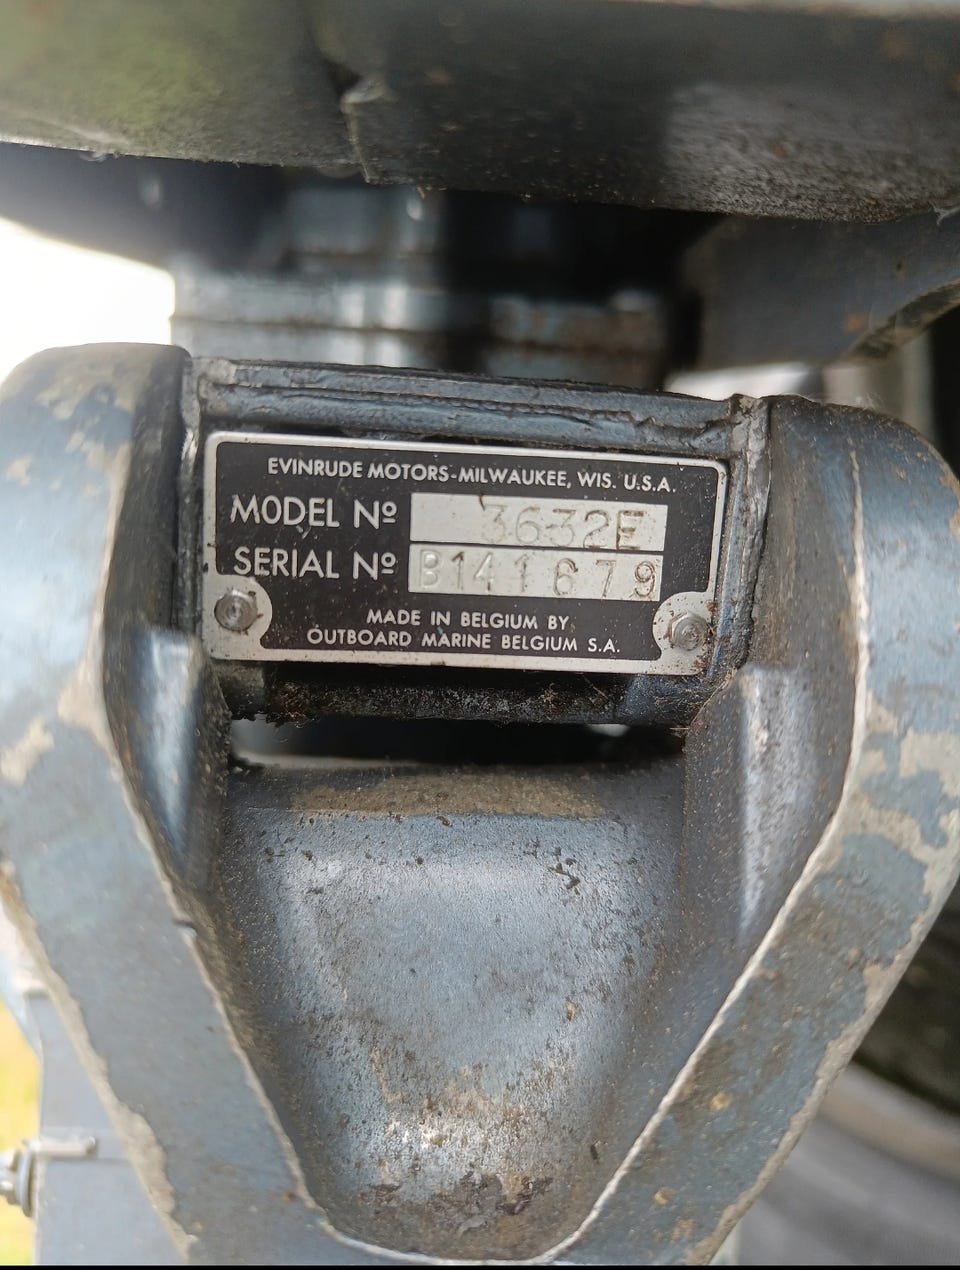 EVINRUDE MOTORS-MILWAUKEE, WIS. U.S.A.
MODEL Nº 3632E
SERIAL Nº B141679
MADE IN BELGIUM BY
OUTBOARD MARINE BELGIUM S.A.